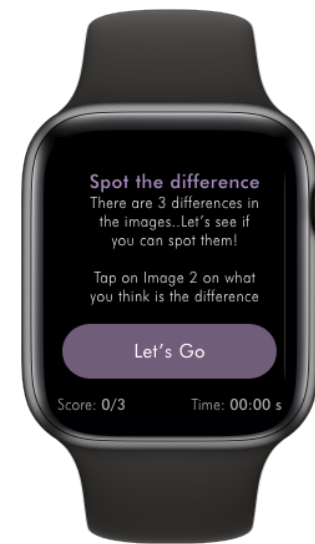 Spot the difference
There are 3 differences in
the images..Let's see if
you can spot them!
Tap on Image 2 on what
you think is the difference
Let's Go
Score: 0/3 Time: 00:00 s